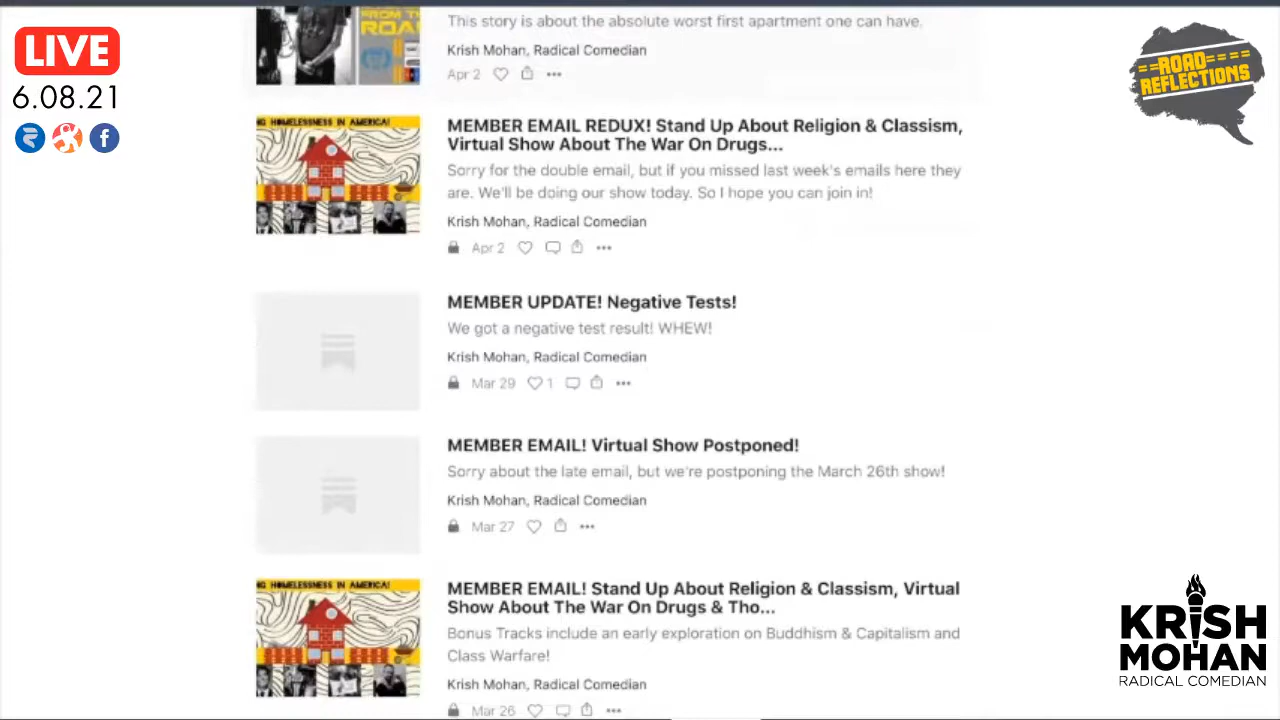 LIVE
6.08.21
ROAD
REFLECTIONS
FROM TH
ROA
This story is about the absolute worst first apartment one can have.
Krish Mohan, Radical Comedian
Apr 2
NG HOMELESSNESS IN AMERICA!
MEMBER EMAIL REDUX! Stand Up About Religion & Classism,
Virtual Show About The War On Drugs...
Sorry for the double email, but if you missed last week's emails here they
are. We'll be doing our show today. So I hope you can join in!
Krish Mohan, Radical Comedian
Apr 2
MEMBER UPDATE! Negative Tests!
We got a negative test result! WHEW!
Krish Mohan, Radical Comedian
Mar 29 1
MEMBER EMAIL! Virtual Show Postponed!
Sorry about the late email, but we're postponing the March 26th show!
Krish Mohan, Radical Comedian
Mar 27
NG HOMELESSNESS IN AMERICA!
MEMBER EMAIL! Stand Up About Religion & Classism, Virtual
Show About The War On Drugs & Tho...
Bonus Tracks include an early exploration on Buddhism & Capitalism and
Class Warfare!
Krish Mohan, Radical Comedian
Mar 26
KRISH
MOHAN
RADICAL COMEDIAN